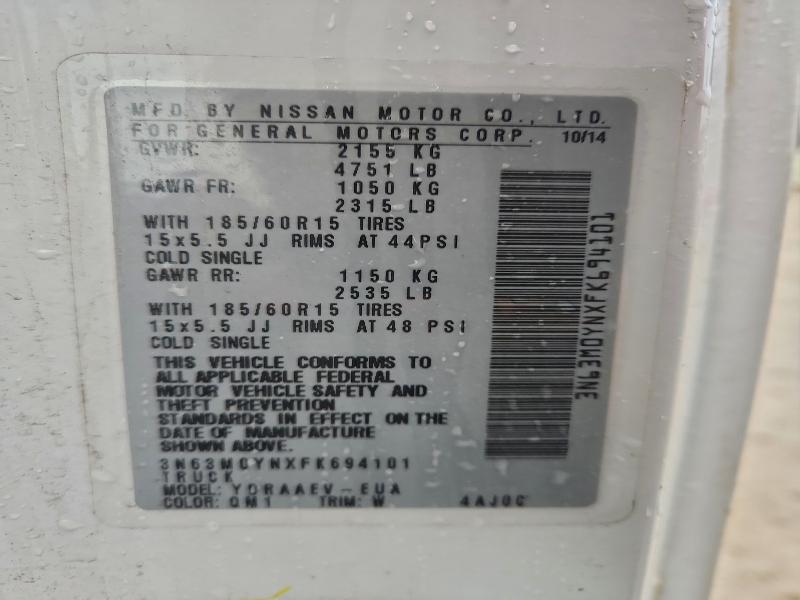 MFD. BY NISSAN MOTOR CO., LTD.
FOR GENERAL MOTORS CORP. 10/14
GVWR: 2155 KG
4751 LB
GAWR FR: 1050 KG
2315 LB
WITH 185/60R15 TIRES
15x5.5 JJ RIMS AT 44PSI
COLD SINGLE
GAWR RR: 1150 KG
2535 LB
WITH 185/60R15 TIRES
15x5.5 JJ RIMS AT 48 PSI
COLD SINGLE
THIS VEHICLE CONFORMS TO
ALL APPLICABLE FEDERAL
MOTOR VEHICLE SAFETY AND
THEFT PREVENTION
STANDARDS IN EFFECT ON THE
DATE OF MANUFACTURE
SHOWN ABOVE.
3N63M0YNXFK694101
TRUCK
MODEL: YDRAAEV-EUA
COLOR: QM1 TRIM: W 4AJ0C
3N63M0YNXFK694101